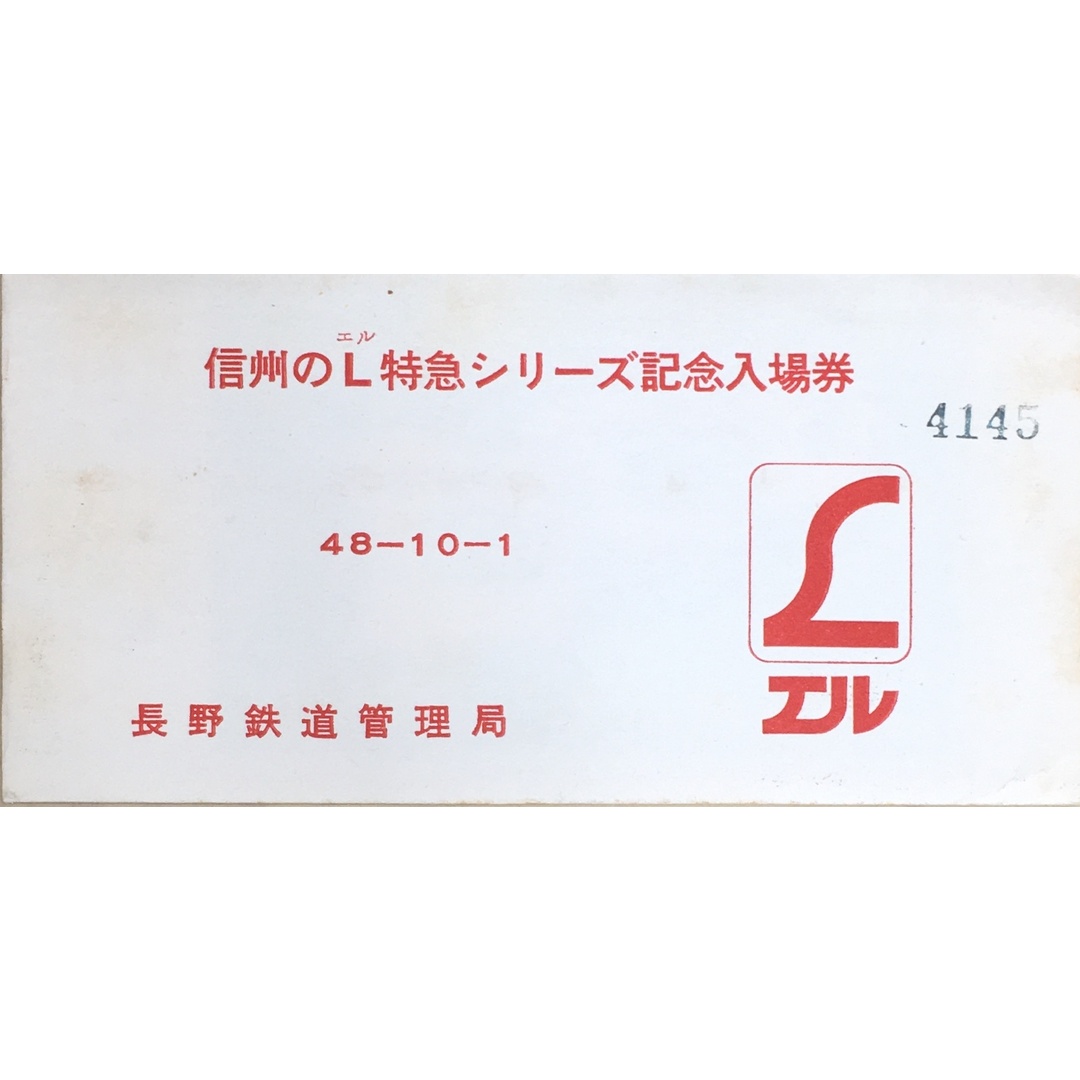 エル
信州のL特急シリーズ記念入場券
4145
48-10-1
L
エル
長野鉄道管理局